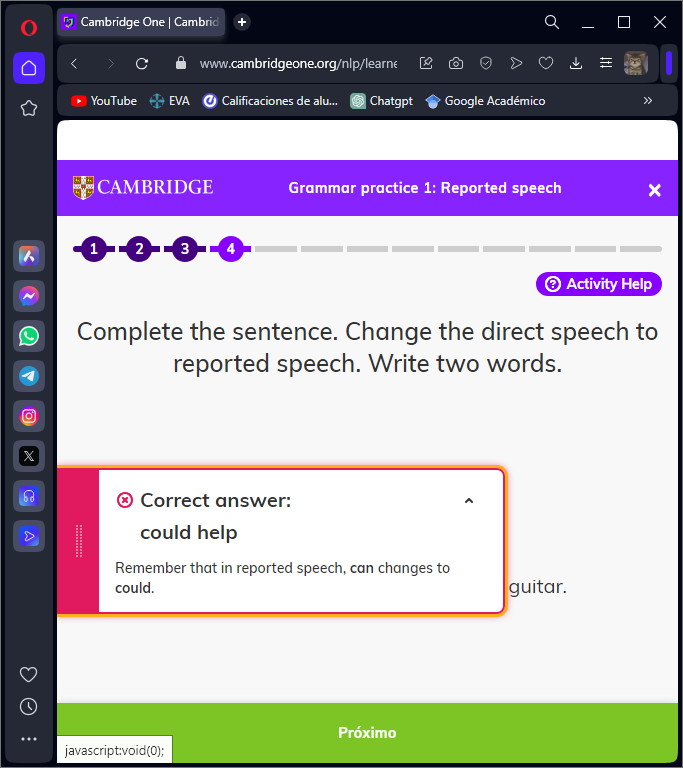 Cambridge One | Cambrid
www.cambridgeone.org/nlp/learne
YouTube EVA Calificaciones de alu... Chatgpt Google Académico »
CAMBRIDGE Grammar practice 1: Reported speech
1 2 3 4
Activity Help
Complete the sentence. Change the direct speech to
reported speech. Write two words.
Correct answer:
could help
Remember that in reported speech, can changes to
could.
guitar.
Próximo
javascript:void(0);